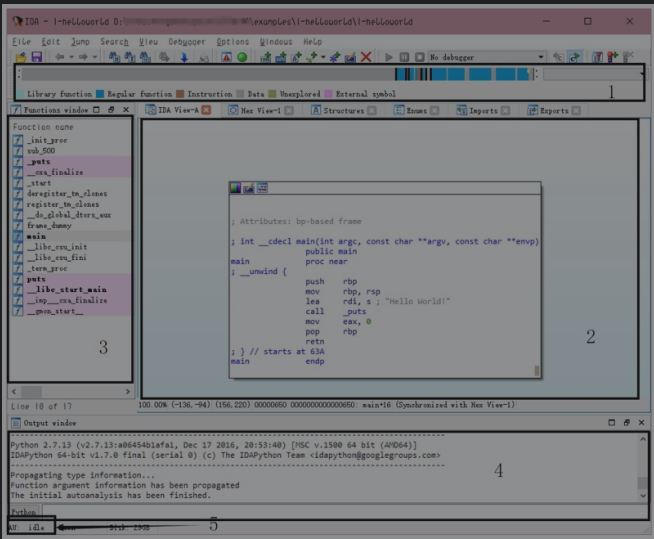 IDA - l-helloworld D:\examples\l-helloworld\l-helloworld
File Edit Jump Search View Debugger Options Windows Help
No debugger
Library function Regular function Instruction Data Unexplored External symbol
1
Functions window
IDA View-A Hex View-1 Structures Enums Imports Exports
Function name
_init_proc
sub_500
_puts
__cxa_finalize
_start
deregister_tm_clones
register_tm_clones
__do_global_dtors_aux
frame_dummy
main
__libc_csu_init
__libc_csu_fini
_term_proc
puts
__libc_start_main
__imp___cxa_finalize
__gmon_start__
3
Line 10 of 17
; Attributes: bp-based frame
; int __cdecl main(int argc, const char **argv, const char **envp)
public main
main proc near
; __unwind {
push rbp
mov rbp, rsp
lea rdi, s ; "Hello World!"
call _puts
mov eax, 0
pop rbp
retn
; } // starts at 63A
main endp
2
100.00% (-136,-94) (156,220) 00000650 0000000000000650: main+16 (Synchronized with Hex View-1)
Output window
Python 2.7.13 (v2.7.13:a06454b1afa1, Dec 17 2016, 20:53:40) [MSC v.1500 64 bit (AMD64)]
IDAPython 64-bit v1.7.0 final (serial 0) (c) The IDAPython Team <idapython@googlegroups.com>
Propagating type information...
Function argument information has been propagated
The initial autoanalysis has been finished.
4
Python
AU: idle Down Disk: 29GB
5